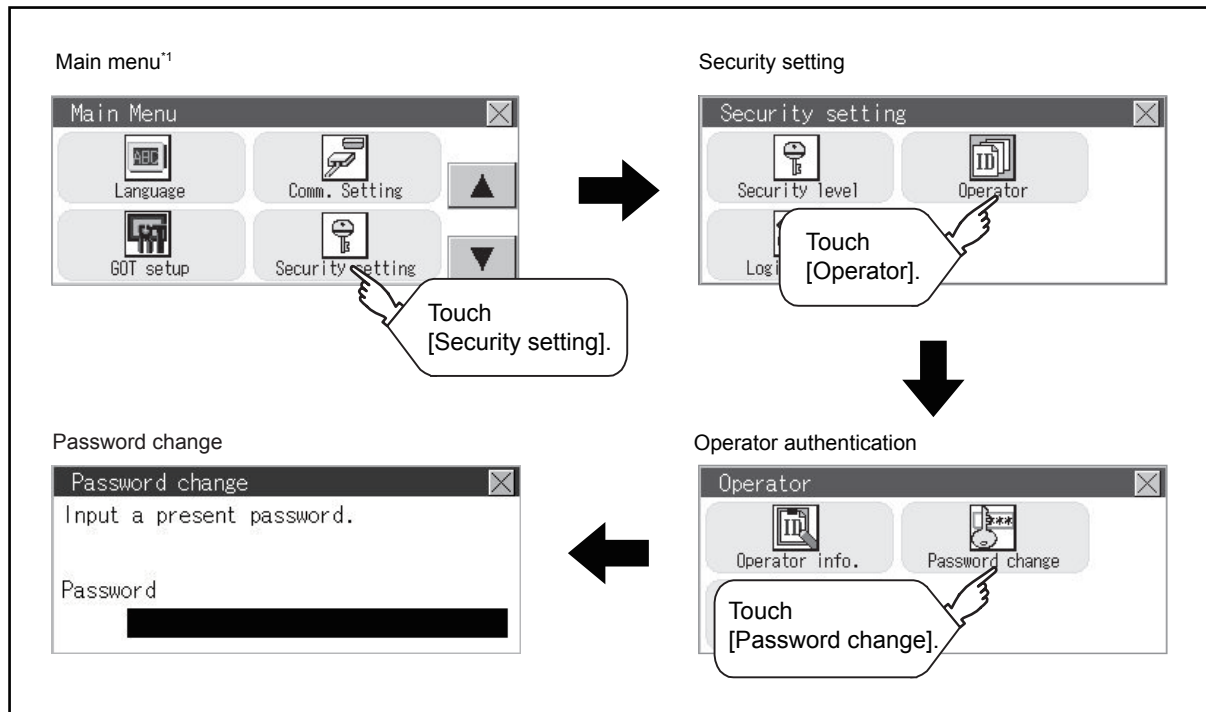 Main menu*1
Main Menu
Language
Comm. Setting
GOT setup
Security setting
Touch
[Security setting].
Security setting
Security setting
Security level
Operator
Logi
Touch
[Operator].
Operator authentication
Operator
Operator info.
Password change
Touch
[Password change].
Password change
Password change
Input a present password.
Password